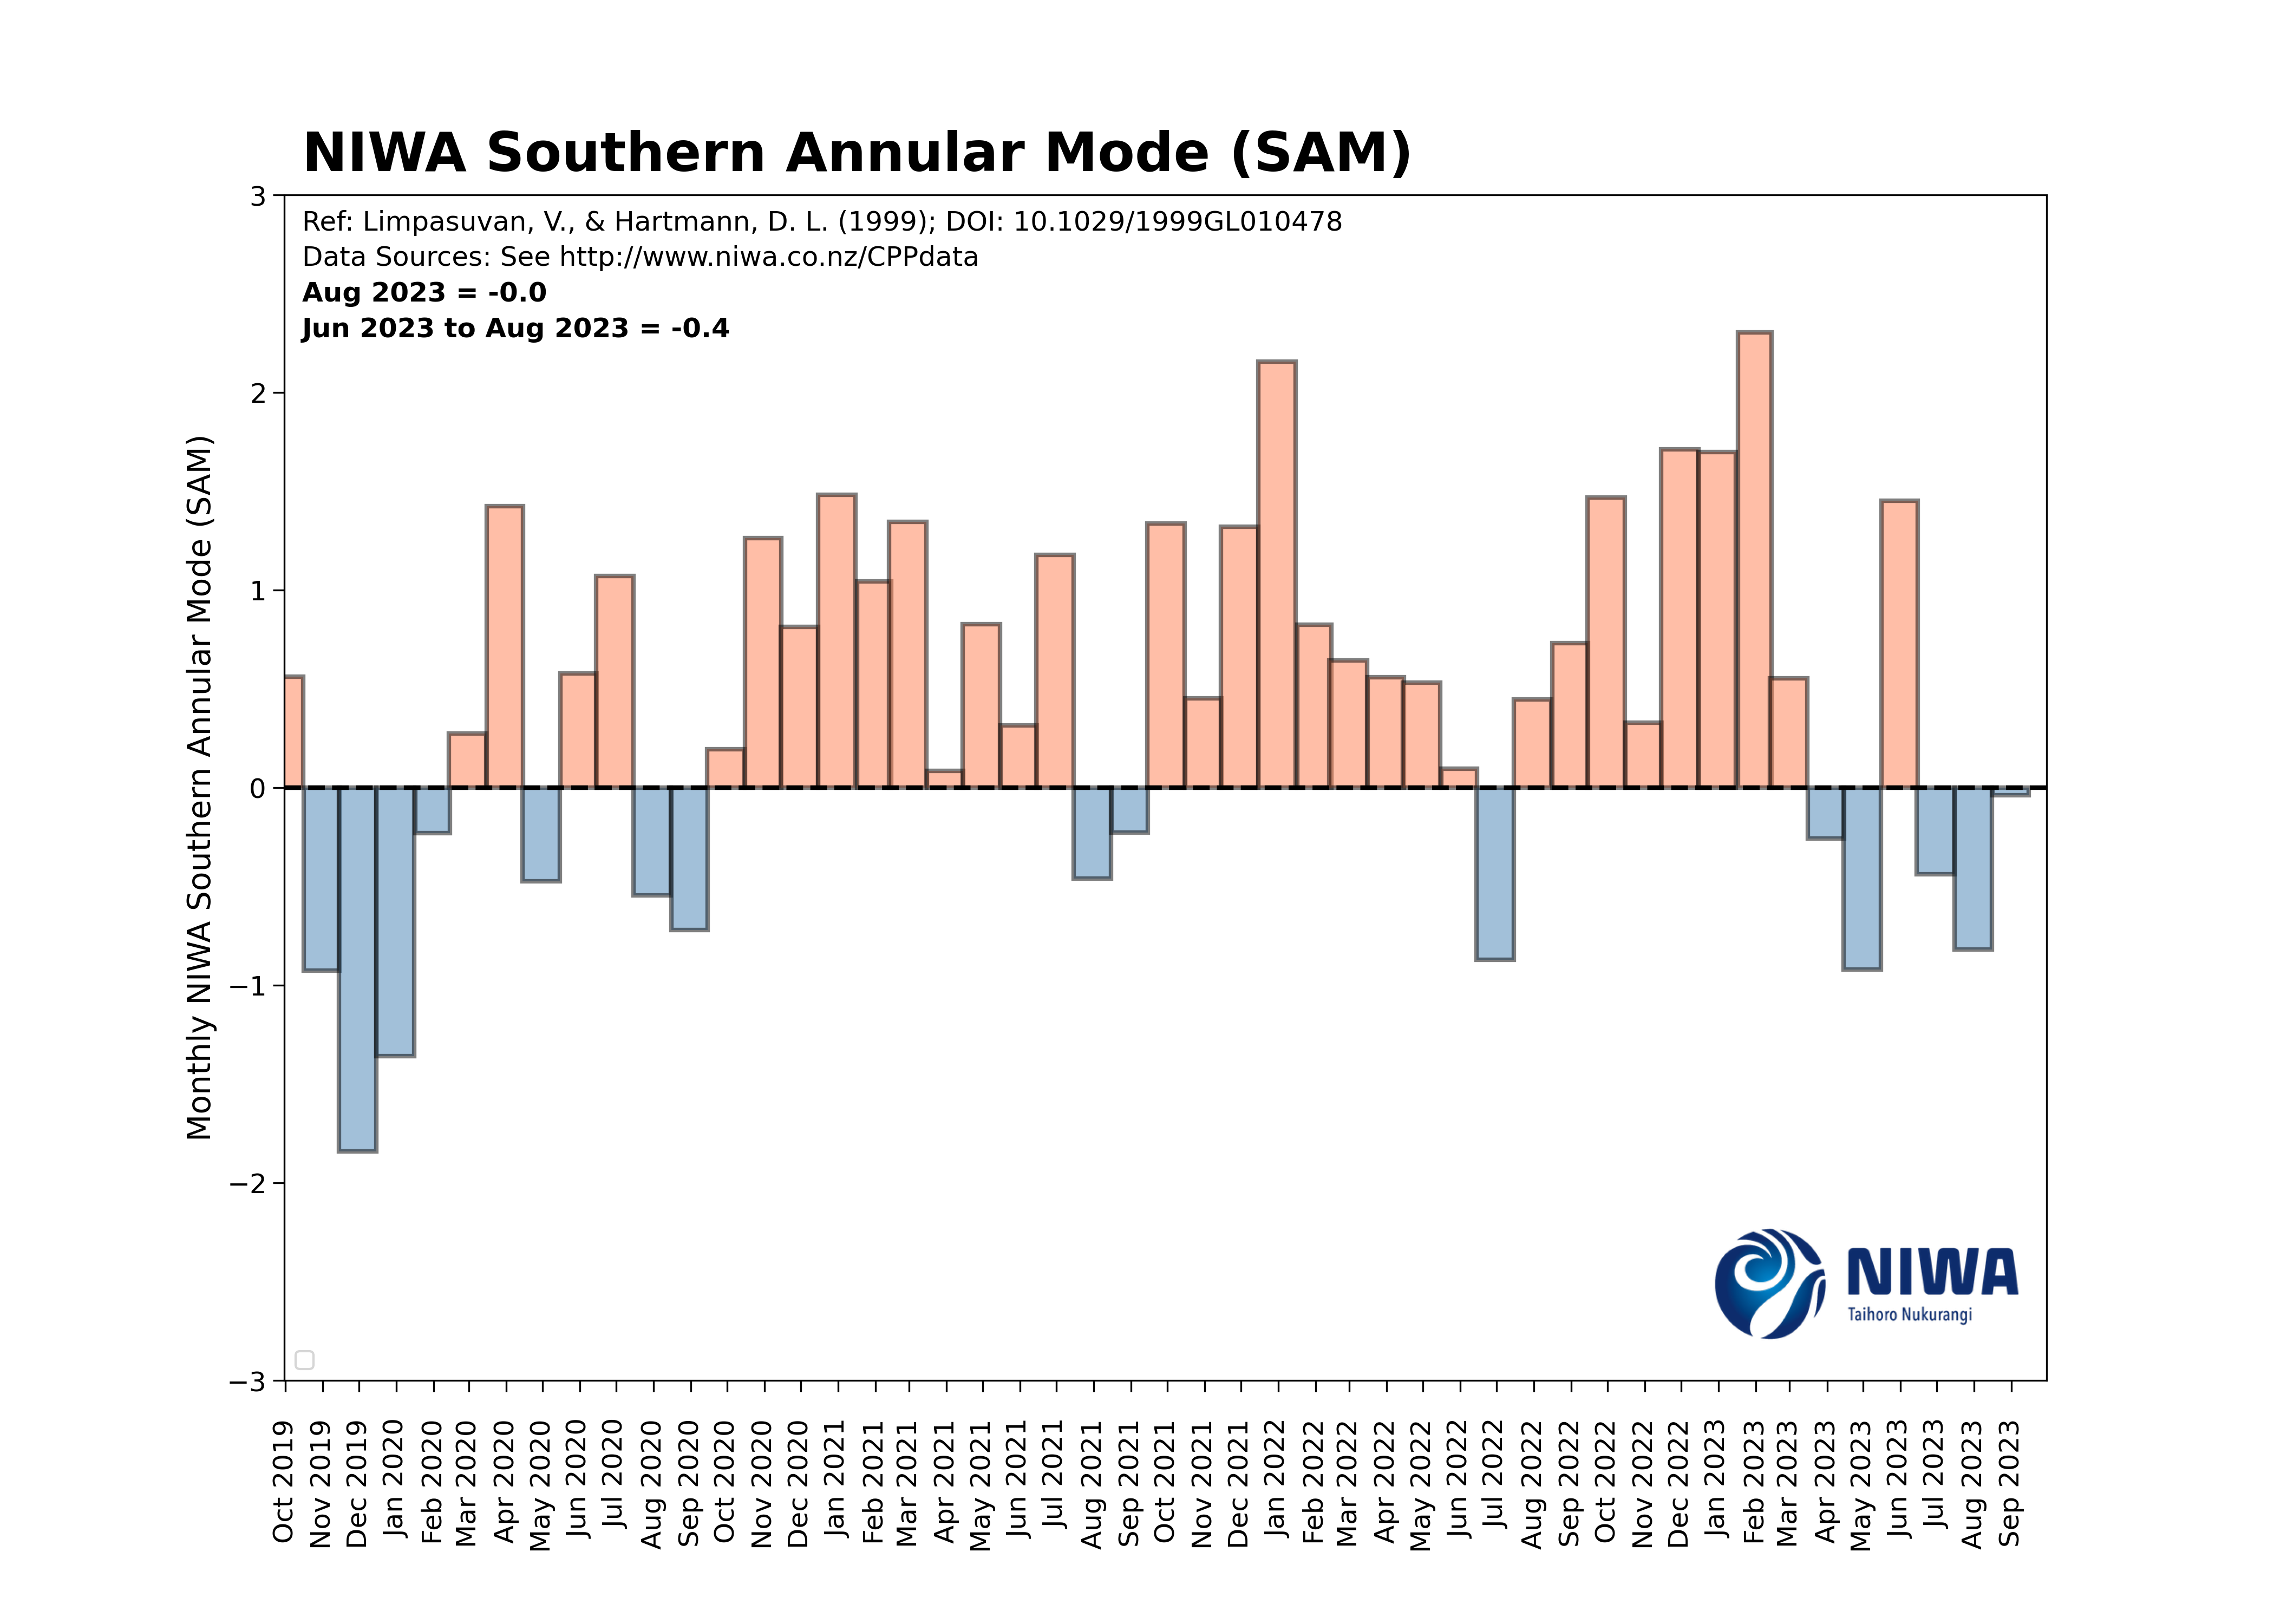 NIWA Southern Annular Mode (SAM)
Ref: Limpasuvan, V., & Hartmann, D. L. (1999); DOI: 10.1029/1999GL010478
Data Sources: See http://www.niwa.co.nz/CPPdata
Aug 2023 = -0.0
Jun 2023 to Aug 2023 = -0.4
Monthly NIWA Southern Annular Mode (SAM)
3
2
1
0
−1
−2
−3
NIWA
Taihoro Nukurangi
Oct 2019
Nov 2019
Dec 2019
Jan 2020
Feb 2020
Mar 2020
Apr 2020
May 2020
Jun 2020
Jul 2020
Aug 2020
Sep 2020
Oct 2020
Nov 2020
Dec 2020
Jan 2021
Feb 2021
Mar 2021
Apr 2021
May 2021
Jun 2021
Jul 2021
Aug 2021
Sep 2021
Oct 2021
Nov 2021
Dec 2021
Jan 2022
Feb 2022
Mar 2022
Apr 2022
May 2022
Jun 2022
Jul 2022
Aug 2022
Sep 2022
Oct 2022
Nov 2022
Dec 2022
Jan 2023
Feb 2023
Mar 2023
Apr 2023
May 2023
Jun 2023
Jul 2023
Aug 2023
Sep 2023